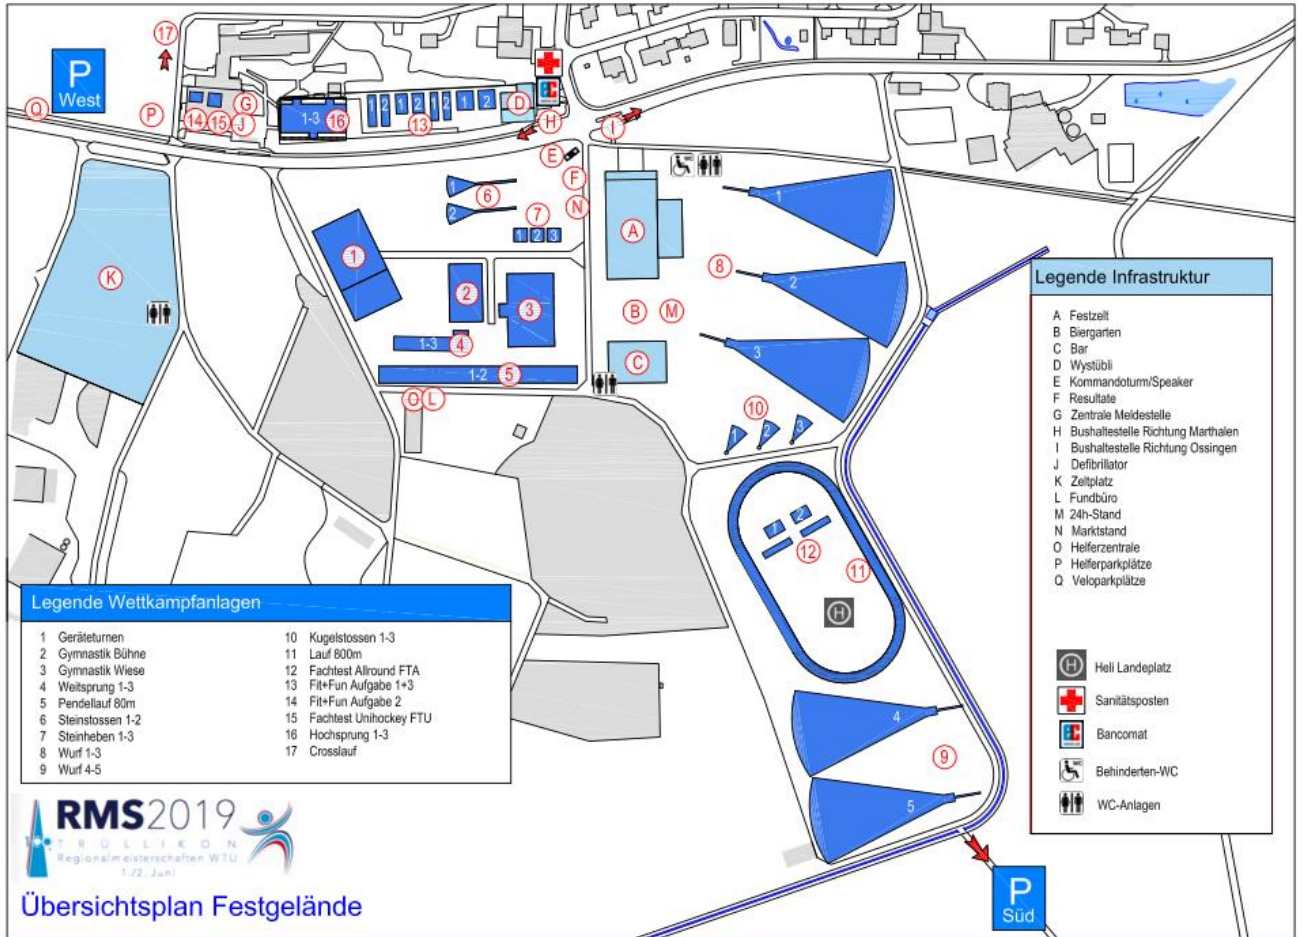 17
P
West
Q
P
14
15
G
J
1-3
16
1
2
1
2
1
2
1
2
13
D
EC
H
I
E
F
N
1
6
2
7
1
2
3
WC
A
1
8
2
B
M
3
C
10
1
2
3
K
1
2
3
1-3
4
1-2
5
O
L
1
2
12
11
H
4
9
5
P
Süd
Legende Infrastruktur
A Festzelt
B Biergarten
C Bar
D Wystübli
E Kommandoturm/Speaker
F Resultate
G Zentrale Meldestelle
H Bushaltestelle Richtung Marthalen
I Bushaltestelle Richtung Ossingen
J Defibrillator
K Zeltplatz
L Fundbüro
M 24h-Stand
N Marktstand
O Helferzentrale
P Helferparkplätze
Q Veloparkplätze
H Heli Landeplatz
Sanitätsposten
EC Bancomat
WC Behinderten-WC
WC-Anlagen
Legende Wettkampfanlagen
1 Geräteturnen
2 Gymnastik Bühne
3 Gymnastik Wiese
4 Weitsprung 1-3
5 Pendellauf 80m
6 Steinstossen 1-2
7 Steinheben 1-3
8 Wurf 1-3
9 Wurf 4-5
10 Kugelstossen 1-3
11 Lauf 800m
12 Fachtest Allround FTA
13 Fit+Fun Aufgabe 1+3
14 Fit+Fun Aufgabe 2
15 Fachtest Unihockey FTU
16 Hochsprung 1-3
17 Crosslauf
RMS2019
TRÜLLIKON
Regionalmeisterschaften WTU
1./2. Juni
Übersichtsplan Festgelände